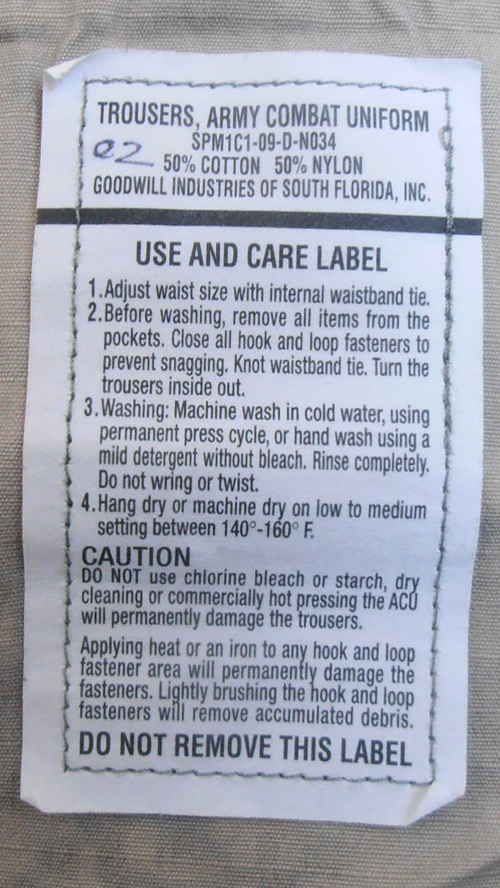 TROUSERS, ARMY COMBAT UNIFORM
SPM1C1-09-D-N034
02 50% COTTON 50% NYLON
GOODWILL INDUSTRIES OF SOUTH FLORIDA, INC.
USE AND CARE LABEL
1.Adjust waist size with internal waistband tie.
2.Before washing, remove all items from the
pockets. Close all hook and loop fasteners to
prevent snagging. Knot waistband tie. Turn the
trousers inside out.
3.Washing: Machine wash in cold water, using
permanent press cycle, or hand wash using a
mild detergent without bleach. Rinse completely.
Do not wring or twist.
4.Hang dry or machine dry on low to medium
setting between 140°-160° F.
CAUTION
DO NOT use chlorine bleach or starch, dry
cleaning or commercially hot pressing the ACU
will permanently damage the trousers.
Applying heat or an iron to any hook and loop
fastener area will permanently damage the
fasteners. Lightly brushing the hook and loop
fasteners will remove accumulated debris.
DO NOT REMOVE THIS LABEL